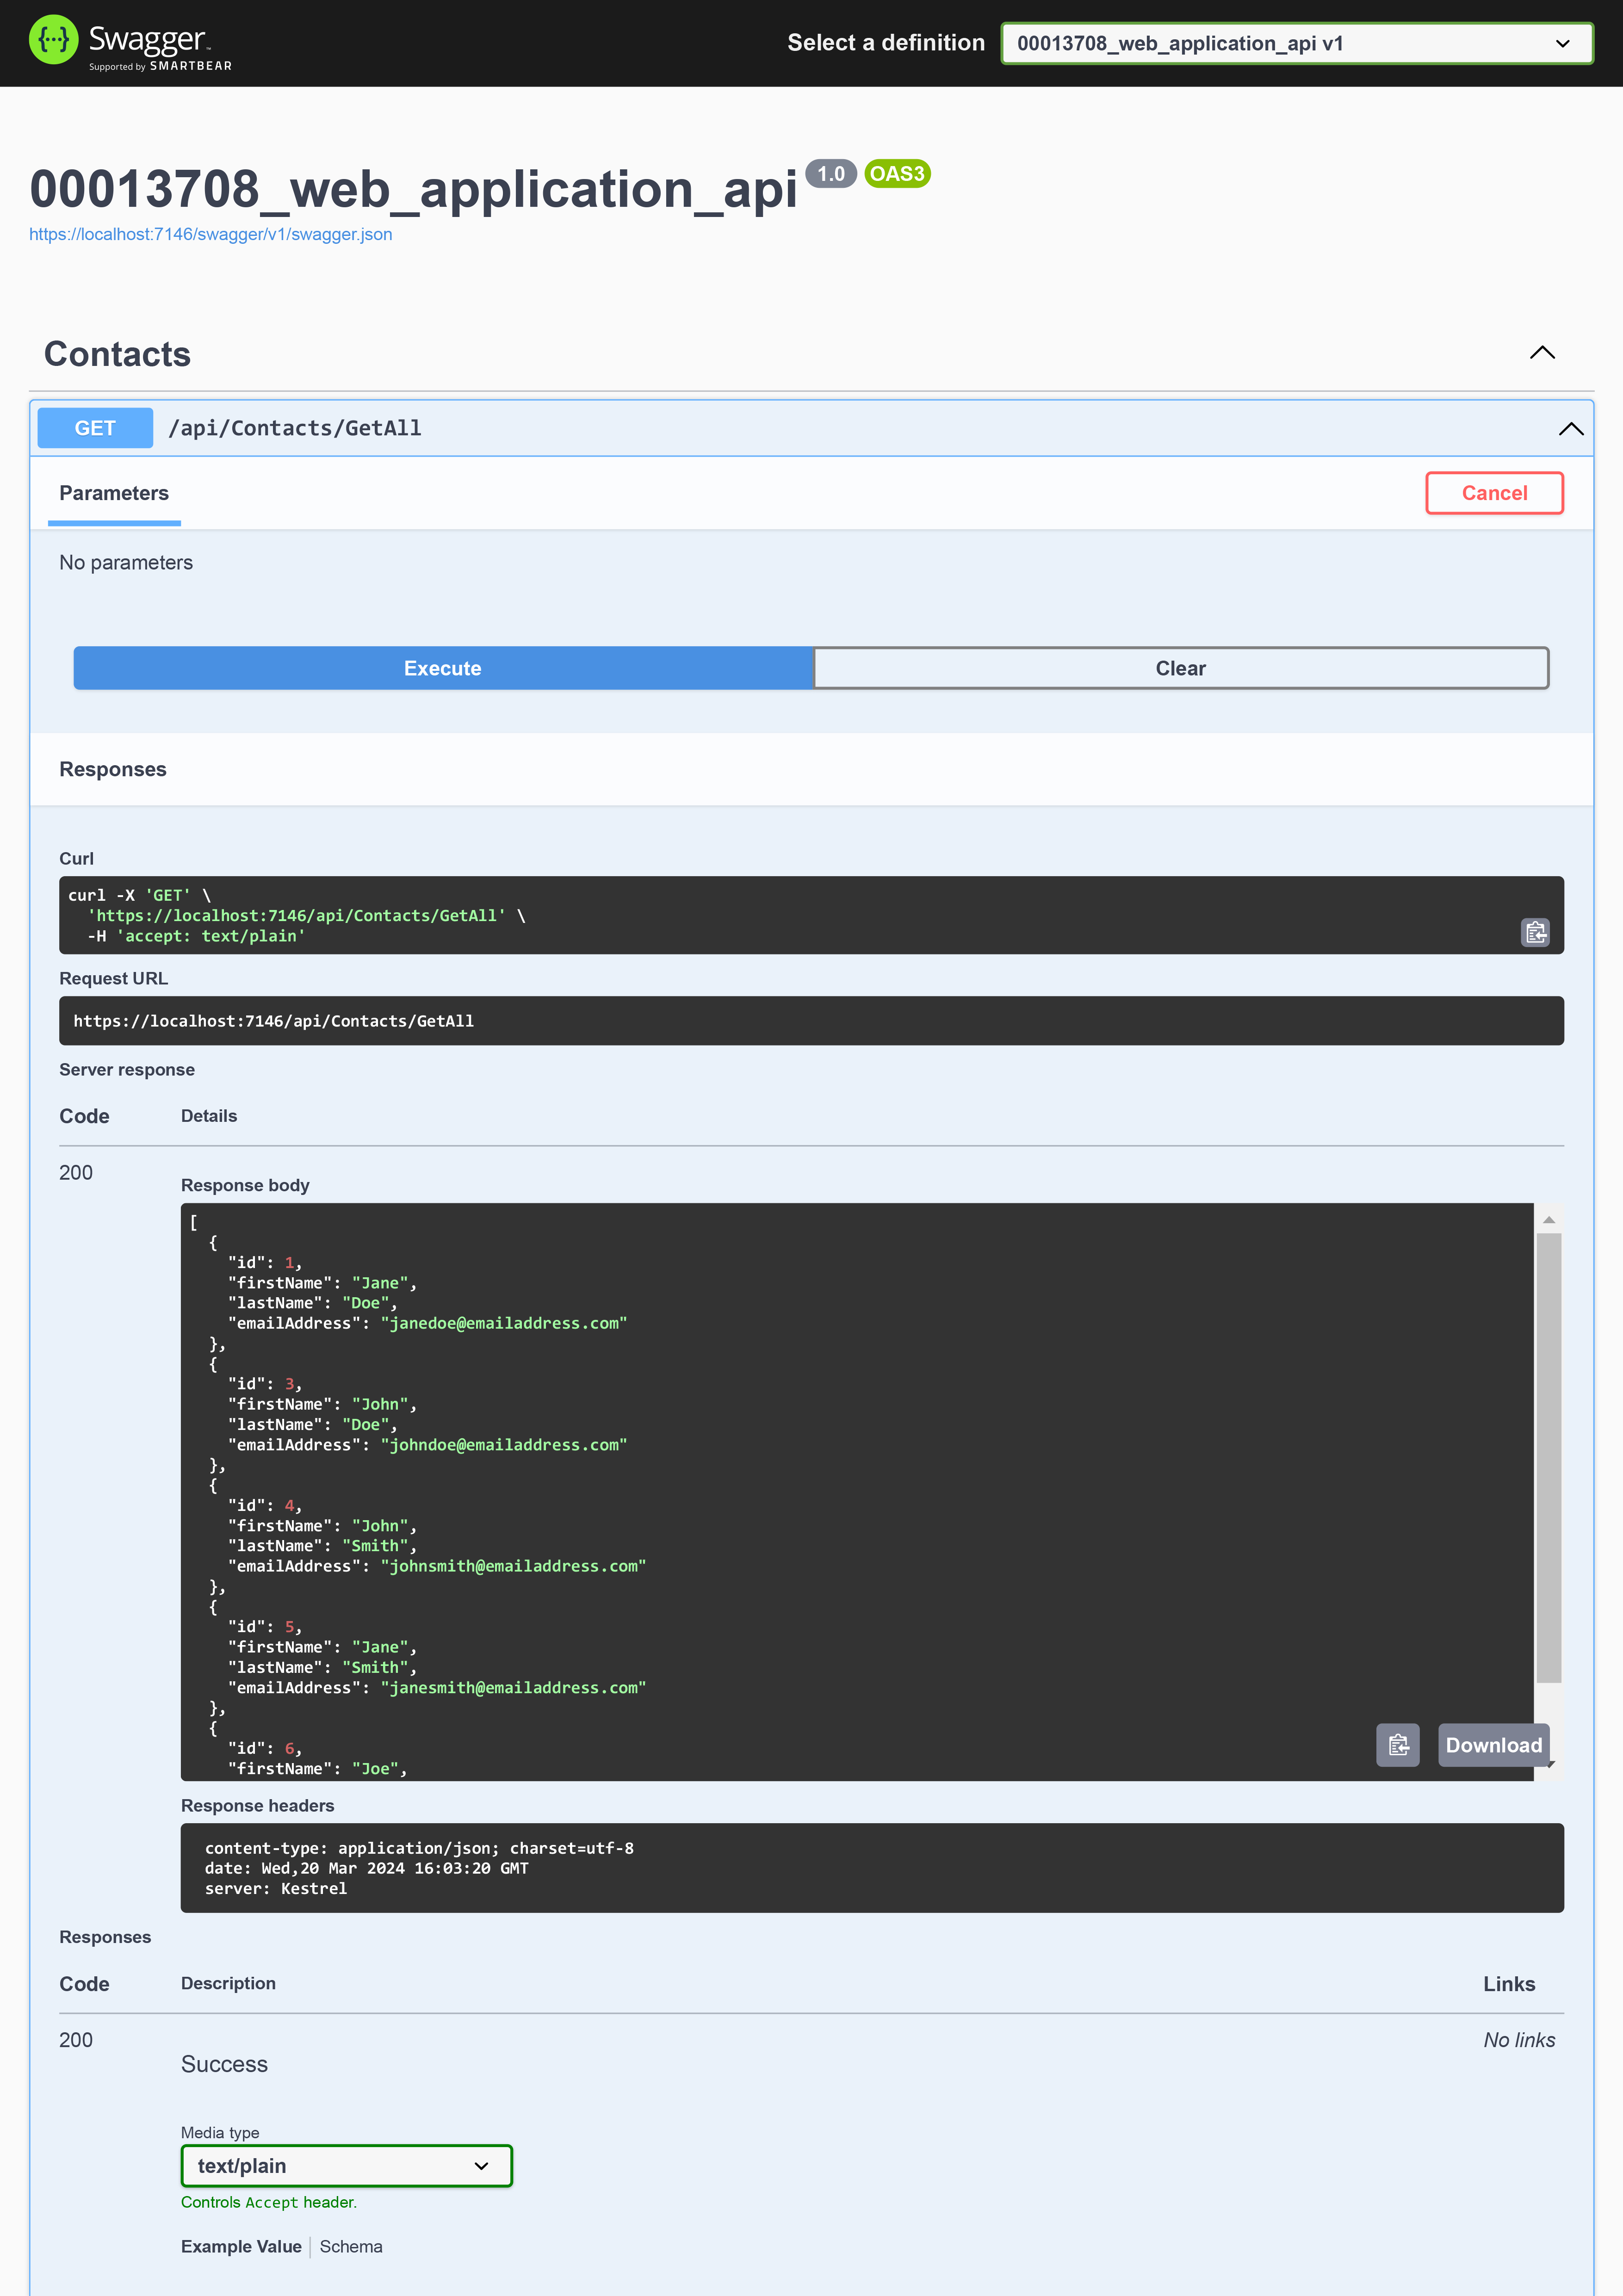 Swagger™
Supported by SMARTBEAR
Select a definition
00013708_web_application_api v1
00013708_web_application_api 1.0 OAS3
https://localhost:7146/swagger/v1/swagger.json
Contacts
GET /api/Contacts/GetAll
Parameters
Cancel
No parameters
Execute
Clear
Responses
Curl
curl -X 'GET' \
  'https://localhost:7146/api/Contacts/GetAll' \
  -H 'accept: text/plain'
Request URL
https://localhost:7146/api/Contacts/GetAll
Server response
Code Details
200
Response body
[
  {
    "id": 1,
    "firstName": "Jane",
    "lastName": "Doe",
    "emailAddress": "janedoe@emailaddress.com"
  },
  {
    "id": 3,
    "firstName": "John",
    "lastName": "Doe",
    "emailAddress": "johndoe@emailaddress.com"
  },
  {
    "id": 4,
    "firstName": "John",
    "lastName": "Smith",
    "emailAddress": "johnsmith@emailaddress.com"
  },
  {
    "id": 5,
    "firstName": "Jane",
    "lastName": "Smith",
    "emailAddress": "janesmith@emailaddress.com"
  },
  {
    "id": 6,
    "firstName": "Joe",
Download
Response headers
content-type: application/json; charset=utf-8
date: Wed,20 Mar 2024 16:03:20 GMT
server: Kestrel
Responses
Code Description Links
200
Success
No links
Media type
text/plain
Controls Accept header.
Example Value Schema